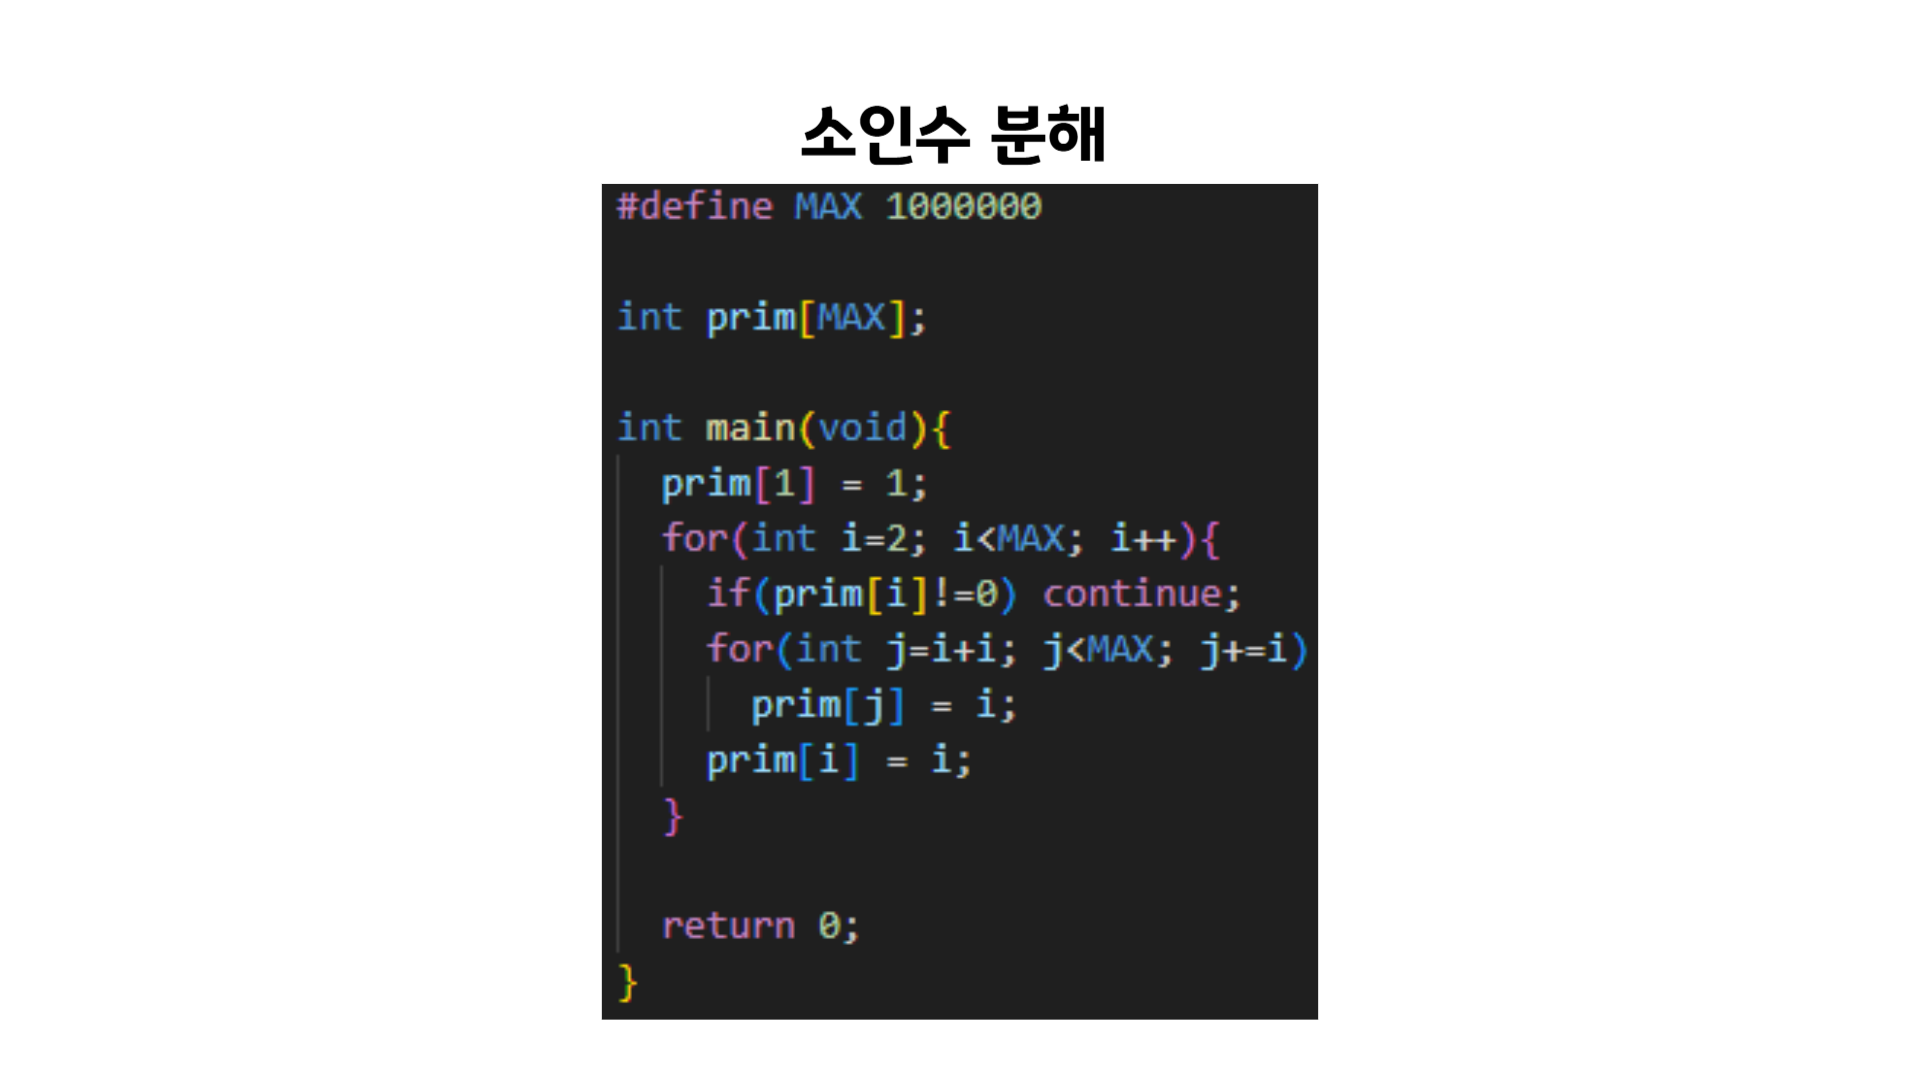 소인수 분해
#define MAX 1000000
int prim[MAX];
int main(void){
prim[1] = 1;
for(int i=2; i<MAX; i++){
if(prim[i]!=0) continue;
for(int j=i+i; j<MAX; j+=i)
prim[j] = i;
prim[i] = i;
}
return 0;
}